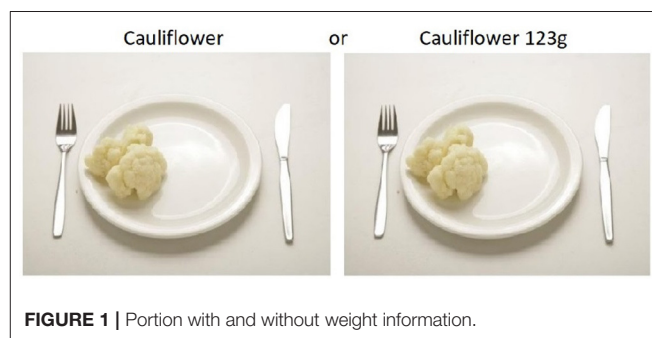 Cauliflower or Cauliflower 123g
FIGURE 1 | Portion with and without weight information.